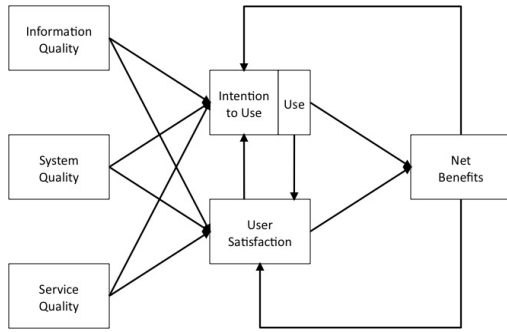 Information
Quality
Intention
to Use
Use
System
Quality
Net
Benefits
User
Satisfaction
Service
Quality